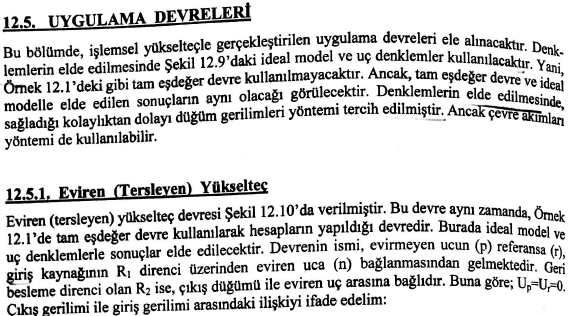 12.5. UYGULAMA DEVRELERİ
Bu bölümde, işlemsel yükselteçle gerçekleştirilen uygulama devreleri ele alınacaktır. Denk-
lemlerin elde edilmesinde Şekil 12.9'daki ideal model ve uç denklemler kullanılacaktır. Yani,
Örnek 12.1'deki gibi tam eşdeğer devre kullanılmayacaktır. Ancak, tam eşdeğer devre ve ideal
modelle elde edilen sonuçların aynı olacağı görülecektir. Denklemlerin elde edilmesinde,
sağladığı kolaylıktan dolayı düğüm gerilimleri yöntemi tercih edilmiştir. Ancak çevre akımları
yöntemi de kullanılabilir.
12.5.1. Eviren (Tersleyen) Yükselteç
Eviren (tersleyen) yükselteç devresi Şekil 12.10'da verilmiştir. Bu devre aynı zamanda, Örnek
12.1'de tam eşdeğer devre kullanılarak hesapların yapıldığı devredir. Burada ideal model ve
uç denklemlerle sonuçlar elde edilecektir. Devrenin ismi, evirmeyen ucun (p) referansa (r),
giriş kaynağının R₁ direnci üzerinden eviren uca (n) bağlanmasından gelmektedir. Geri
besleme direnci olan R₂ ise, çıkış düğümü ile eviren uç arasına bağlıdır. Buna göre; Uₚ=Uᵣ=0.
Çıkış gerilimi ile giriş gerilimi arasındaki ilişkiyi ifade edelim: